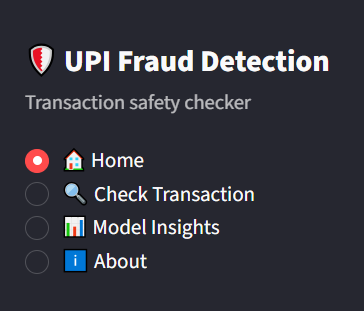 🛡️ UPI Fraud Detection
Transaction safety checker
🏠 Home
🔍 Check Transaction
📊 Model Insights
ℹ️ About